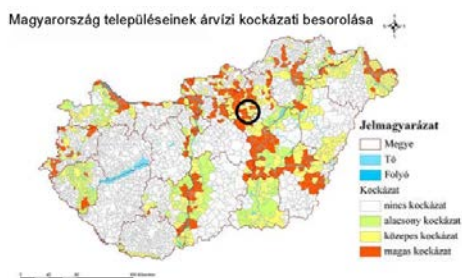 Magyarország településeinek árvízi kockázati besorolása
Jelmagyarázat
Megye
Tó
Folyó
Kockázat
nincs kockázat
alacsony kockázat
közepes kockázat
magas kockázat